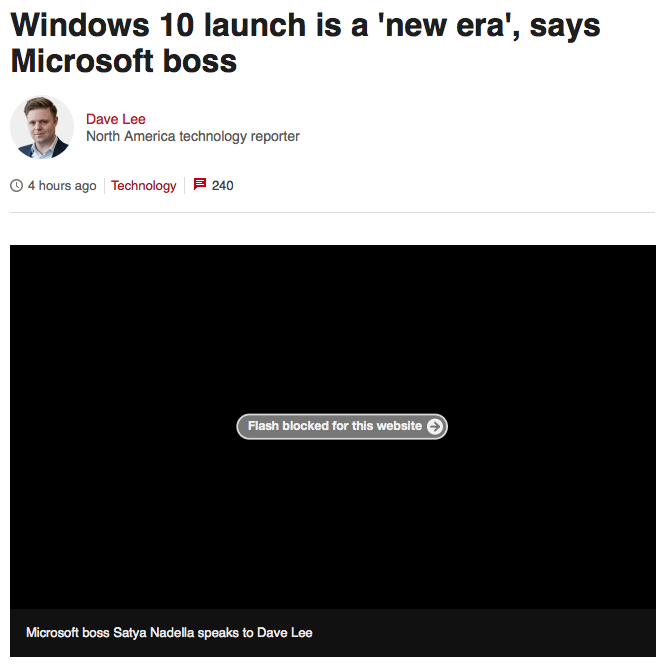 Windows 10 launch is a 'new era', says
Microsoft boss
Dave Lee
North America technology reporter
4 hours ago Technology 240
Flash blocked for this website
Microsoft boss Satya Nadella speaks to Dave Lee